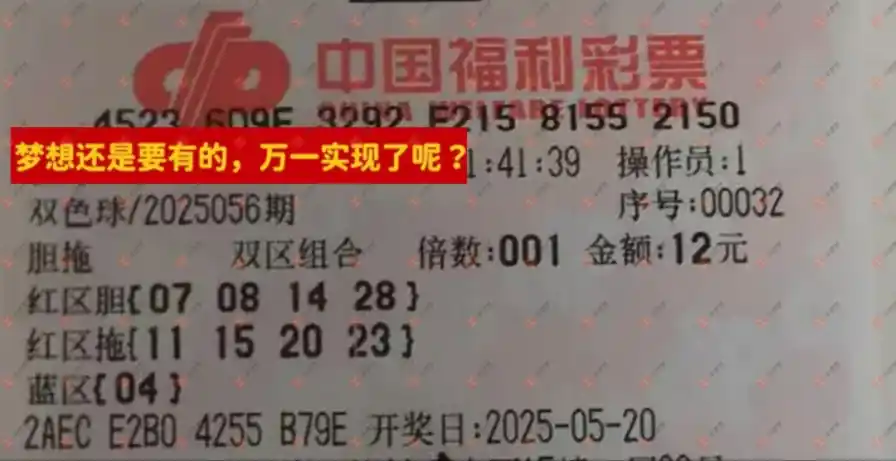 中国福利彩票
CHINA WELFARE LOTTERY
4523 6D9E 3292 E215 8155 2150
梦想还是要有的，万一实现了呢？
1:41:39 操作员:1
双色球/2025056期 序号:00032
胆拖 双区组合 倍数:001 金额:12元
红区胆{07 08 14 28}
红区拖{11 15 20 23}
蓝区{04}
2AEC E2B0 4255 B79E 开奖日:2025-05-20